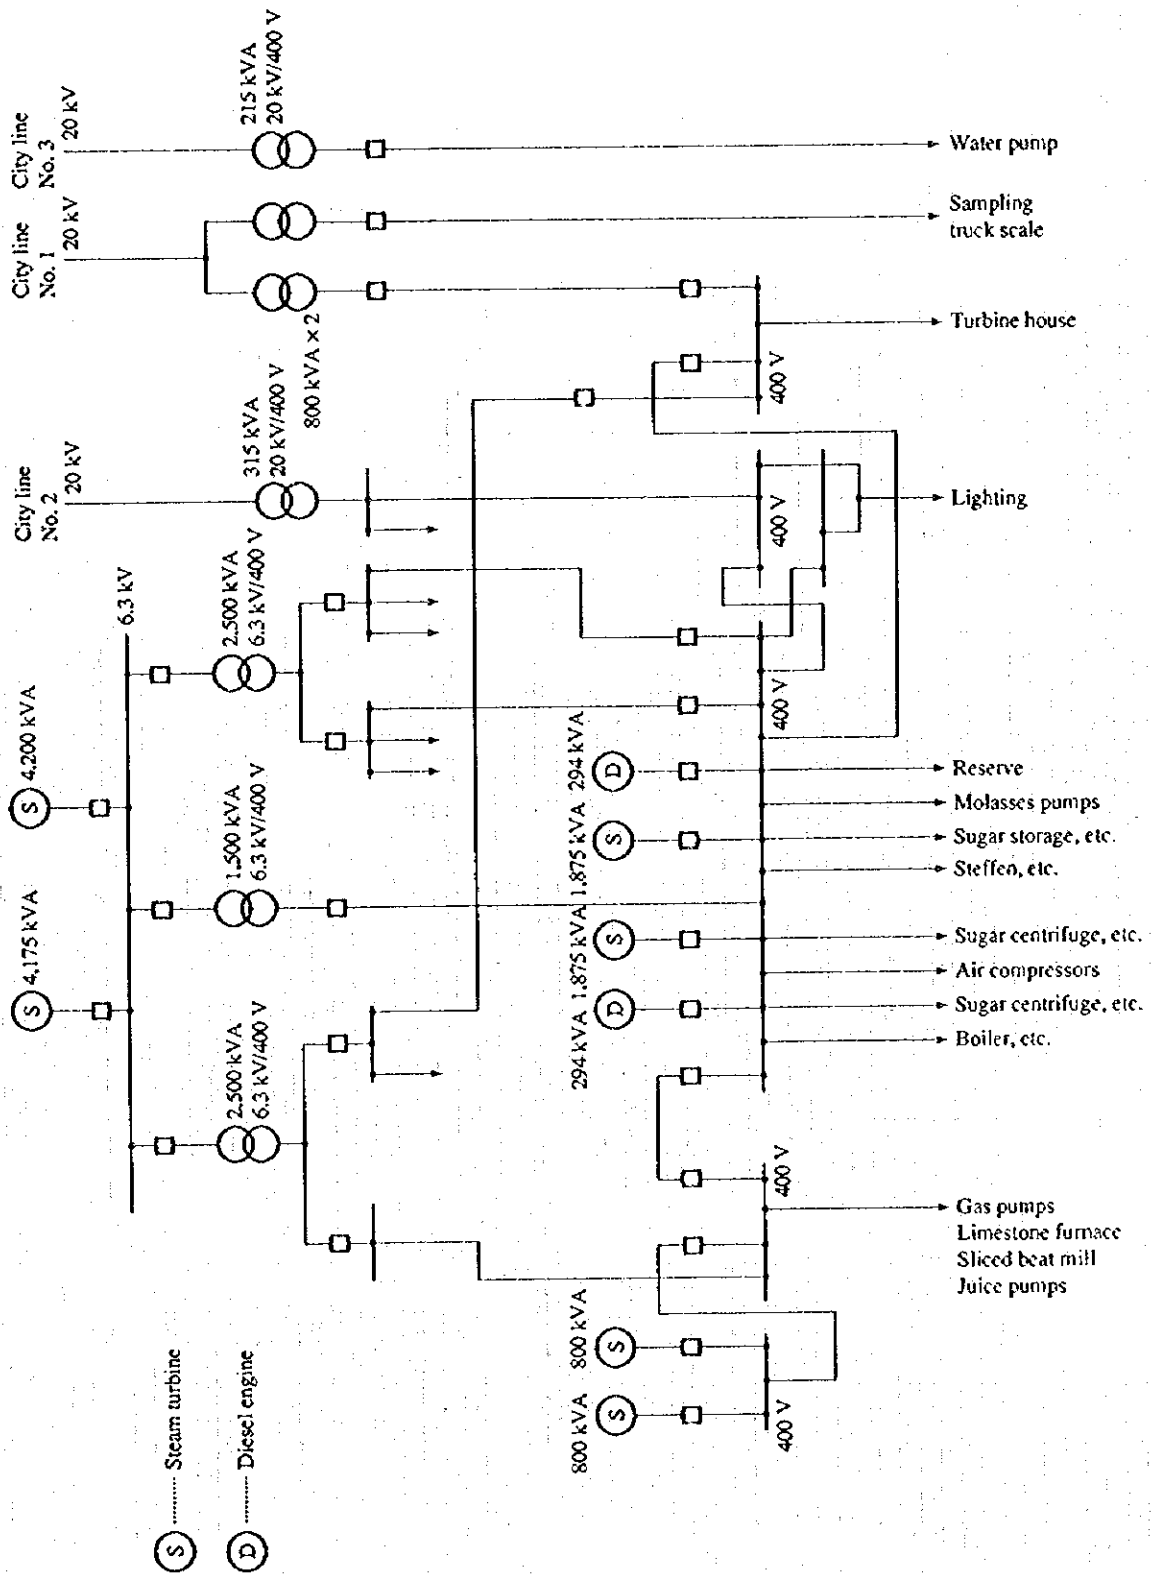 City line
No. 3
20 kV
215 kVA
20 kV/400 V
Water pump
City line
No. 1
20 kV
800 kVA × 2
Sampling
truck scale
Turbine house
400 V
City line
No. 2
20 kV
315 kVA
20 kV/400 V
400 V
Lighting
6.3 kV
4.200 kVA
S
2.500 kVA
6.3 kV/400 V
400 V
4.175 kVA
S
1.500 kVA
6.3 kV/400 V
2.500 kVA
6.3 kV/400 V
294 kVA
D
1.875 kVA
S
1.875 kVA
S
294 kVA
D
Reserve
Molasses pumps
Sugar storage, etc.
Steffen, etc.
Sugar centrifuge, etc.
Air compressors
Sugar centrifuge, etc.
Boiler, etc.
400 V
Gas pumps
Limestone furnace
Sliced beat mill
Juice pumps
800 kVA
S
800 kVA
S
400 V
S ........ Steam turbine
D ........ Diesel engine